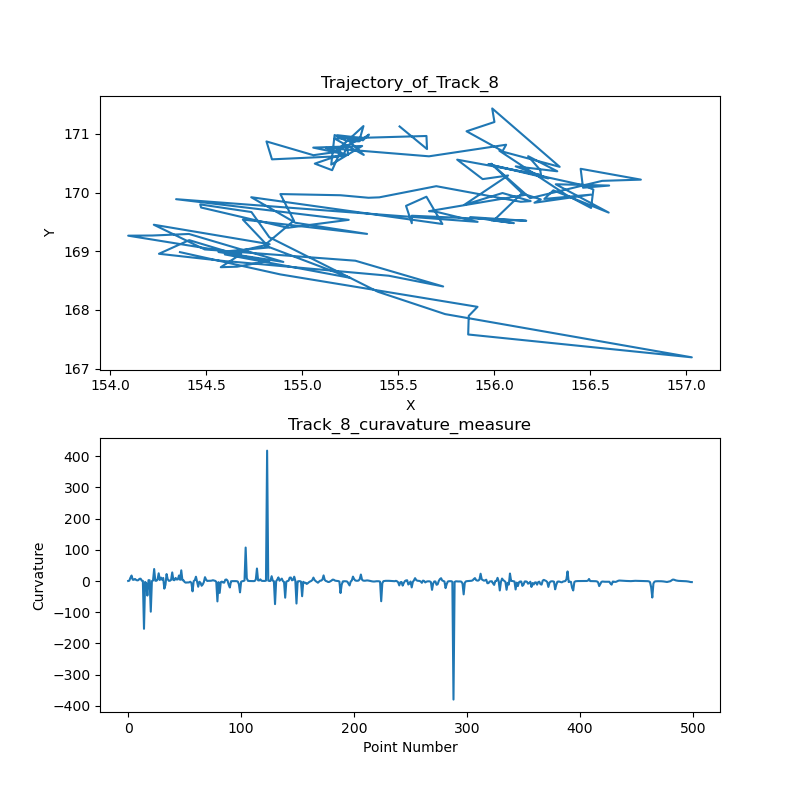 Trajectory_of_Track_8
171
170
169
168
167
Y
154.0 154.5 155.0 155.5 156.0 156.5 157.0
X
Track_8_curavature_measure
400
300
200
100
0
−100
−200
−300
−400
Curvature
0 100 200 300 400 500
Point Number